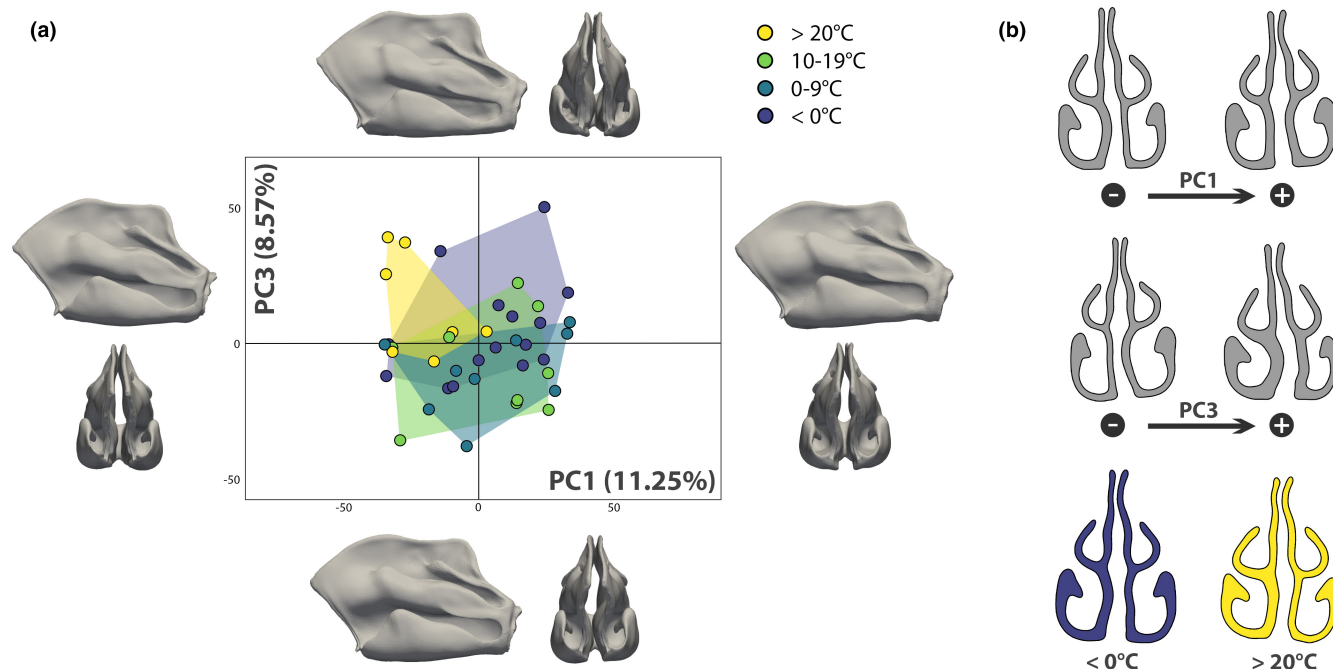 (a)
> 20°C
10-19°C
0-9°C
< 0°C
PC3 (8.57%)
50
0
-50
PC1 (11.25%)
-50
0
50
(b)
PC1
-
+
PC3
-
+
< 0°C
> 20°C